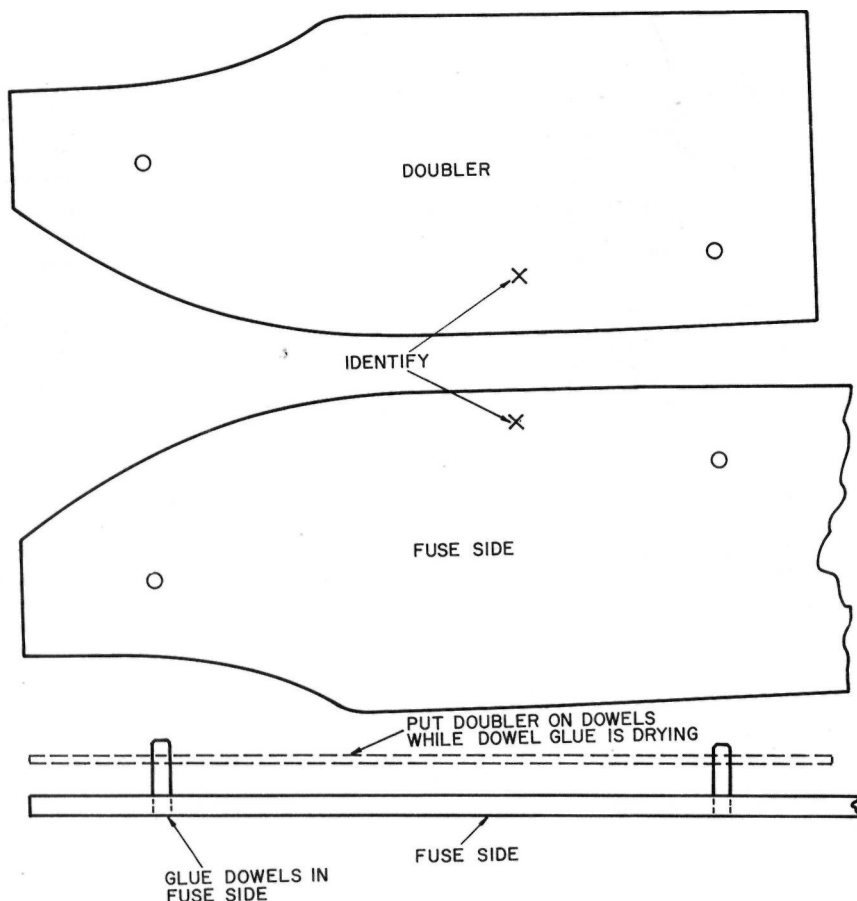 DOUBLER
IDENTIFY
FUSE SIDE
PUT DOUBLER ON DOWELS
WHILE DOWEL GLUE IS DRYING
FUSE SIDE
GLUE DOWELS IN
FUSE SIDE